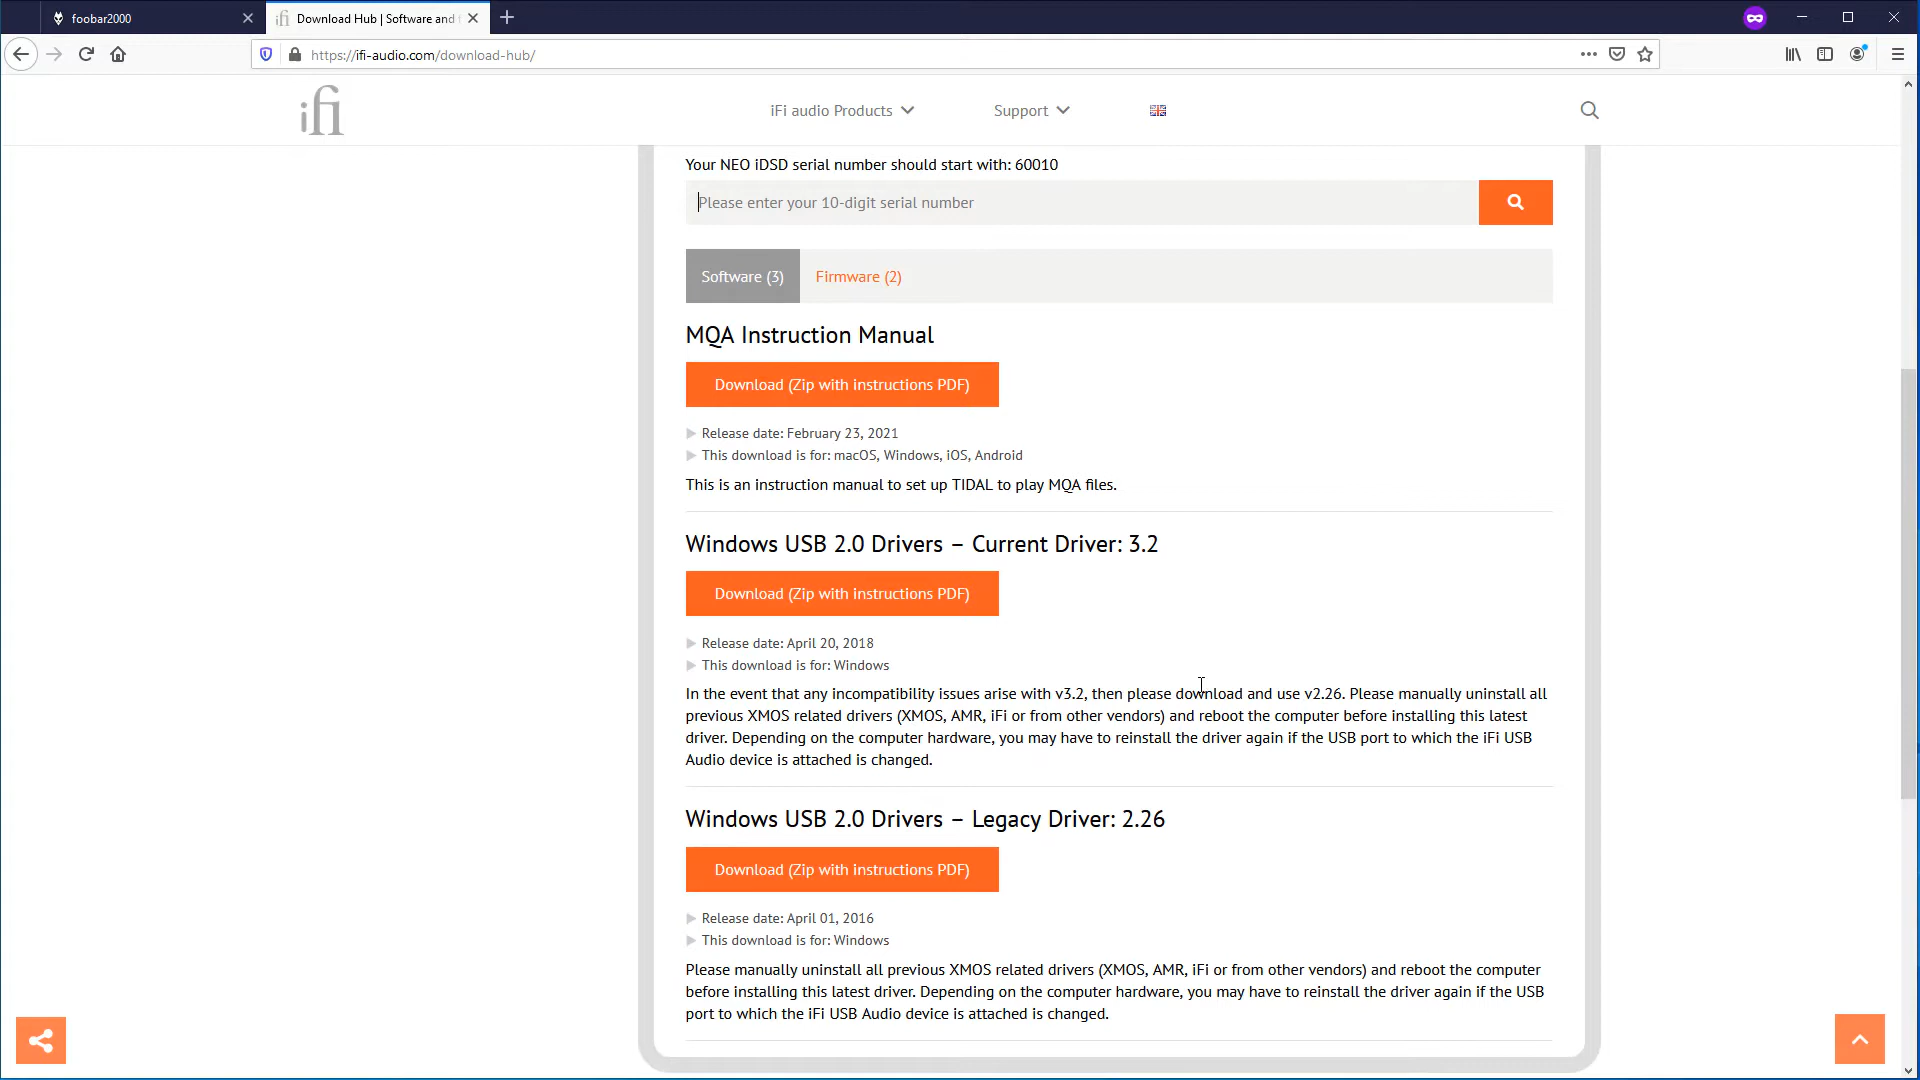 foobar2000
Download Hub | Software and
https://ifi-audio.com/download-hub/
ifi
iFi audio Products
Support
Your NEO iDSD serial number should start with: 60010
Please enter your 10-digit serial number
Software (3)
Firmware (2)
MQA Instruction Manual
Download (Zip with instructions PDF)
Release date: February 23, 2021
This download is for: macOS, Windows, iOS, Android
This is an instruction manual to set up TIDAL to play MQA files.
Windows USB 2.0 Drivers – Current Driver: 3.2
Download (Zip with instructions PDF)
Release date: April 20, 2018
This download is for: Windows
In the event that any incompatibility issues arise with v3.2, then please download and use v2.26. Please manually uninstall all
previous XMOS related drivers (XMOS, AMR, iFi or from other vendors) and reboot the computer before installing this latest
driver. Depending on the computer hardware, you may have to reinstall the driver again if the USB port to which the iFi USB
Audio device is attached is changed.
Windows USB 2.0 Drivers – Legacy Driver: 2.26
Download (Zip with instructions PDF)
Release date: April 01, 2016
This download is for: Windows
Please manually uninstall all previous XMOS related drivers (XMOS, AMR, iFi or from other vendors) and reboot the computer
before installing this latest driver. Depending on the computer hardware, you may have to reinstall the driver again if the USB
port to which the iFi USB Audio device is attached is changed.